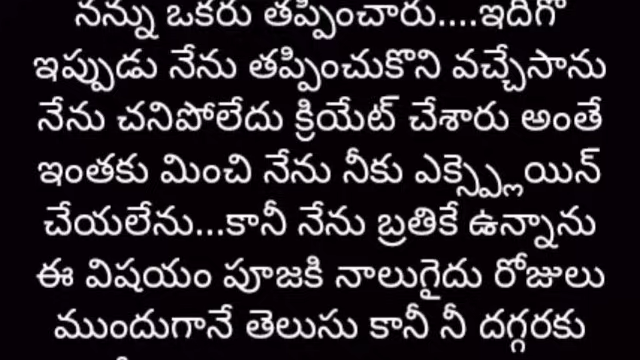 నన్ను ఒకరు తప్పించారు....ఇదిగో
ఇప్పుడు నేను తప్పించుకొని వచ్చేసాను
నేను చనిపోలేదు క్రియేట్ చేశారు అంతే
ఇంతకు మించి నేను నీకు ఎక్స్ప్లెయిన్
చేయలేను...కానీ నేను బ్రతికే ఉన్నాను
ఈ విషయం పూజకి నాలుగైదు రోజులు
ముందుగానే తెలుసు కానీ నీ దగ్గరకు